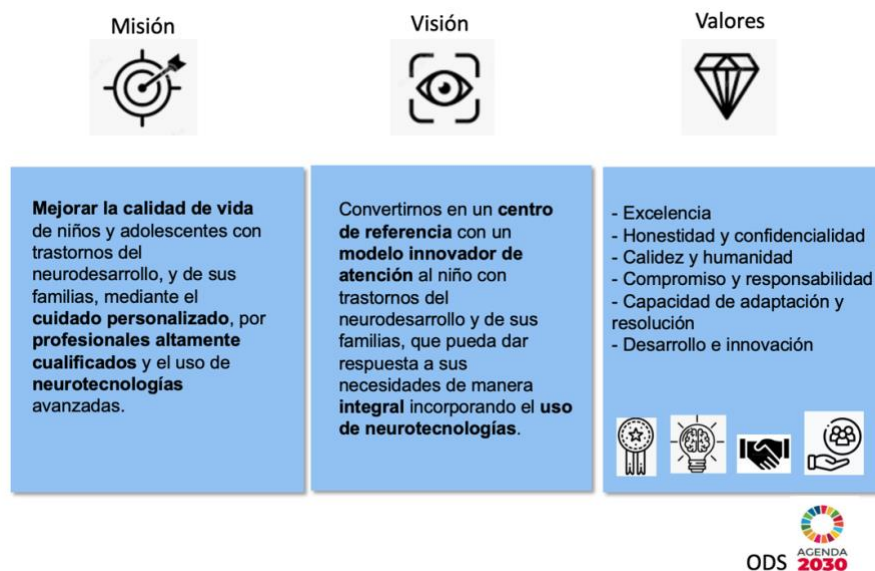 Misión
Visión
Valores
Mejorar la calidad de vida
de niños y adolescentes con
trastornos del
neurodesarrollo, y de sus
familias, mediante el
cuidado personalizado, por
profesionales altamente
cualificados y el uso de
neurotecnologías
avanzadas.
Convertirnos en un centro
de referencia con un
modelo innovador de
atención al niño con
trastornos del
neurodesarrollo y de sus
familias, que pueda dar
respuesta a sus
necesidades de manera
integral incorporando el uso
de neurotecnologías.
- Excelencia
- Honestidad y confidencialidad
- Calidez y humanidad
- Compromiso y responsabilidad
- Capacidad de adaptación y
resolución
- Desarrollo e innovación
ODS
AGENDA
2030